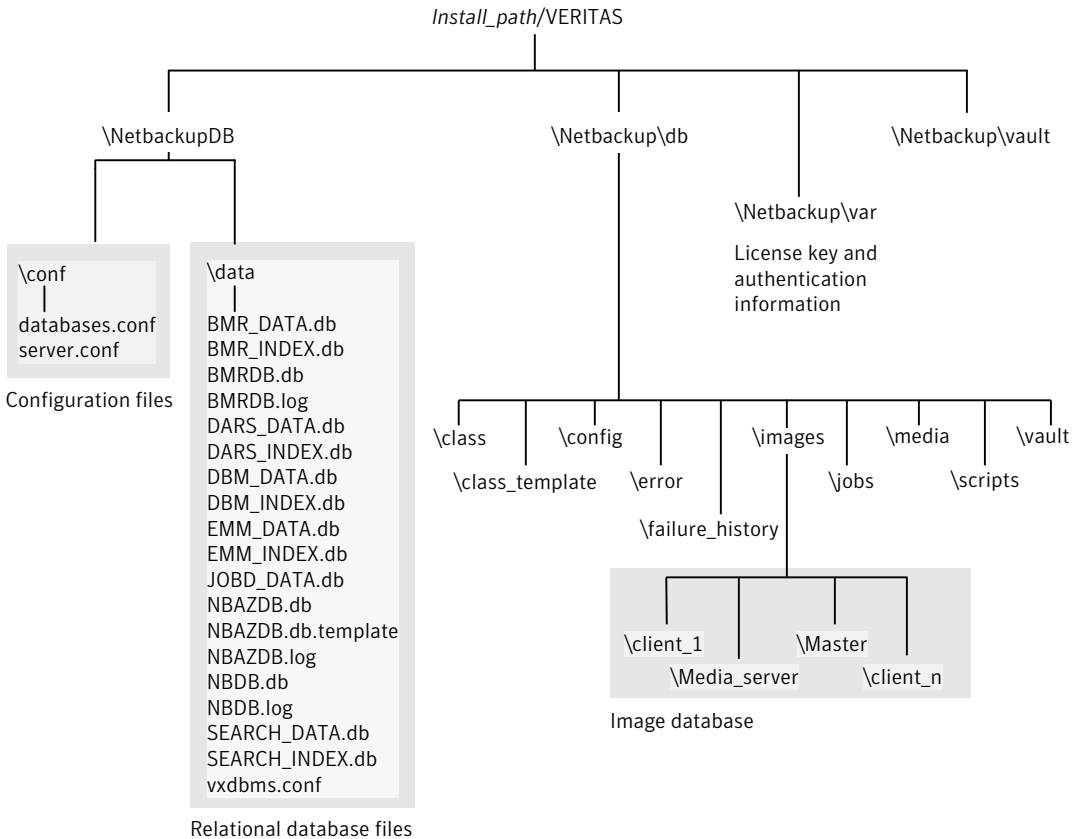 Install_path/VERITAS
\NetbackupDB
\Netbackup\db
\Netbackup\vault
\Netbackup\var
License key and
authentication
information
\conf
databases.conf
server.conf
Configuration files
\data
BMR_DATA.db
BMR_INDEX.db
BMRDB.db
BMRDB.log
DARS_DATA.db
DARS_INDEX.db
DBM_DATA.db
DBM_INDEX.db
EMM_DATA.db
EMM_INDEX.db
JOBD_DATA.db
NBAZDB.db
NBAZDB.db.template
NBAZDB.log
NBDB.db
NBDB.log
SEARCH_DATA.db
SEARCH_INDEX.db
vxdbms.conf
Relational database files
\class
\config
\images
\media
\vault
\class_template
\error
\jobs
\scripts
\failure_history
\client_1
\Master
\Media_server
\client_n
Image database